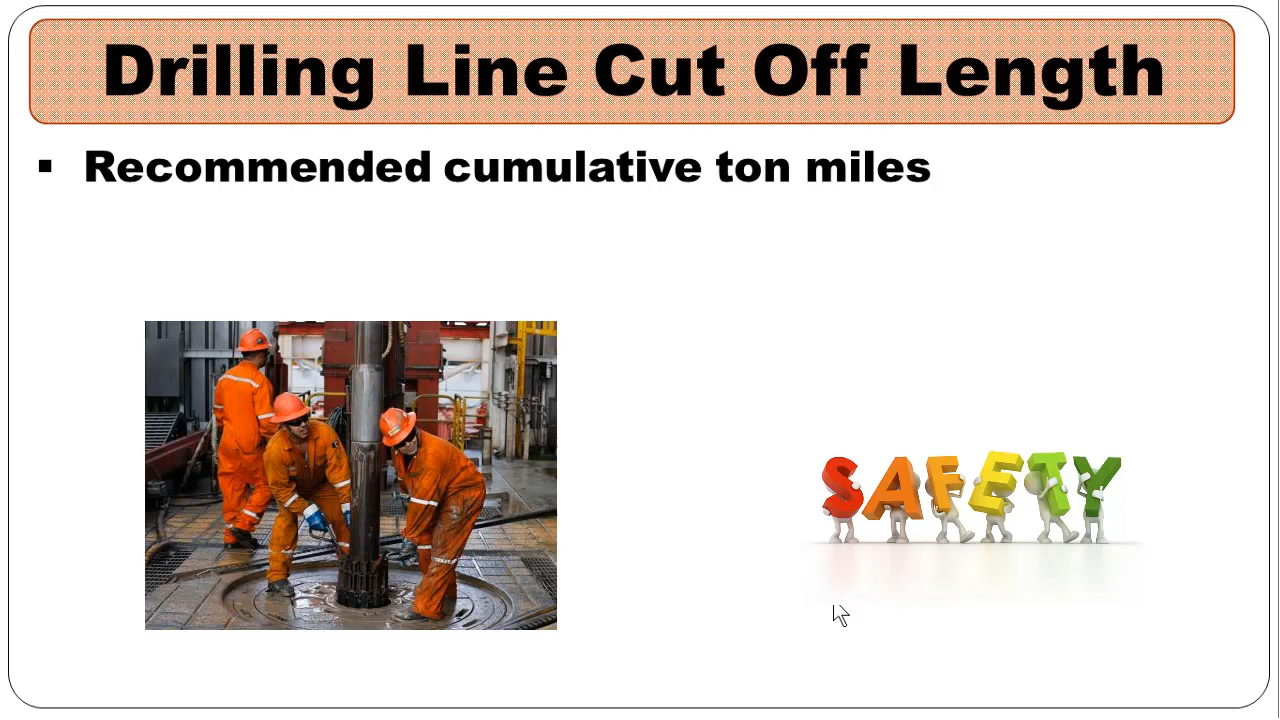 Drilling Line Cut Off Length
▪ Recommended cumulative ton miles
SAFETY